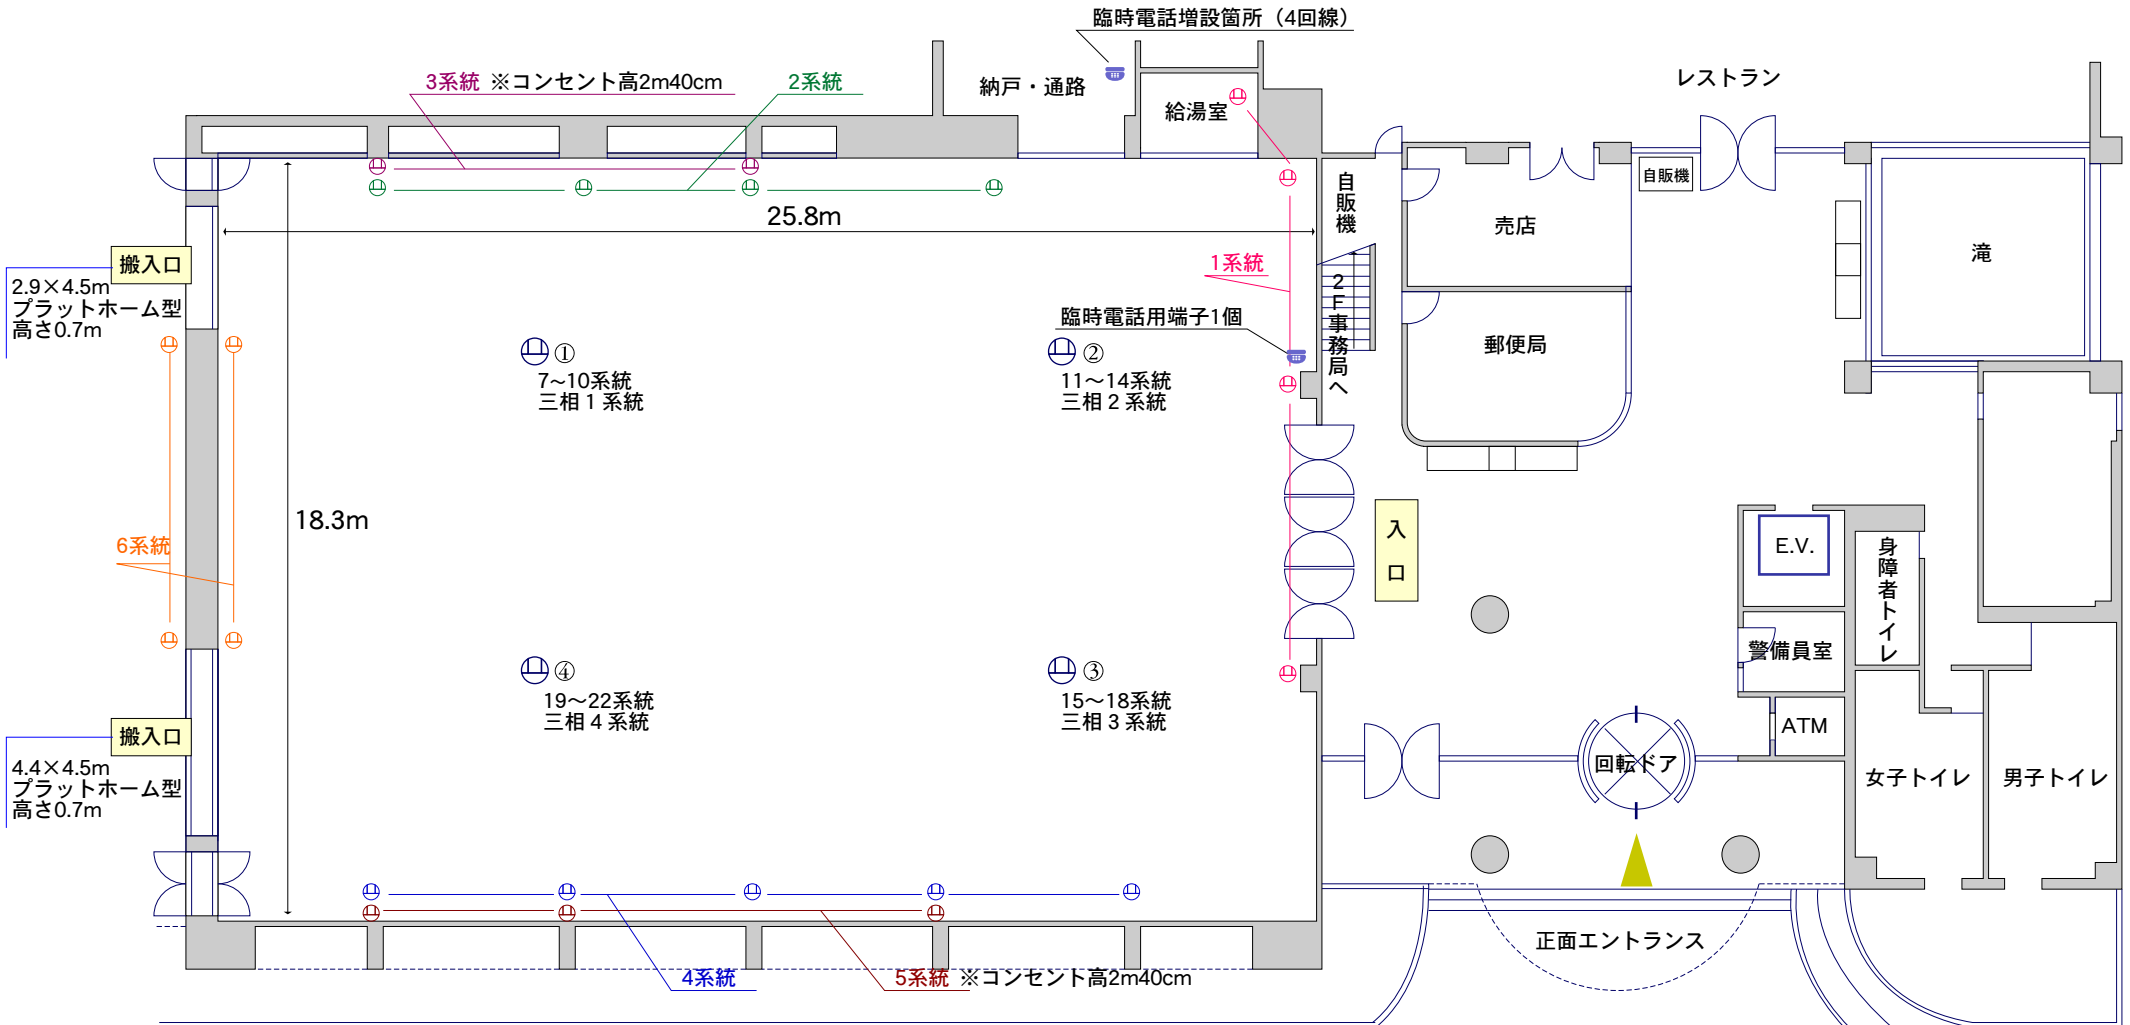 臨時電話増設箇所（4回線）
3系統 ※コンセント高2m40cm
2系統
納戸・通路
給湯室
レストラン
自販機
自販機
25.8m
売店
滝
搬入口
2.9×4.5m
プラットホーム型
高さ0.7m
1系統
2F事務局へ
臨時電話用端子1個
郵便局
①
7~10系統
三相1系統
②
11～14系統
三相2系統
18.3m
6系統
入口
E.V.
身障者トイレ
警備員室
④
19～22系統
三相4系統
③
15～18系統
三相3系統
搬入口
4.4×4.5m
プラットホーム型
高さ0.7m
ATM
回転ドア
女子トイレ
男子トイレ
正面エントランス
4系統
5系統 ※コンセント高2m40cm